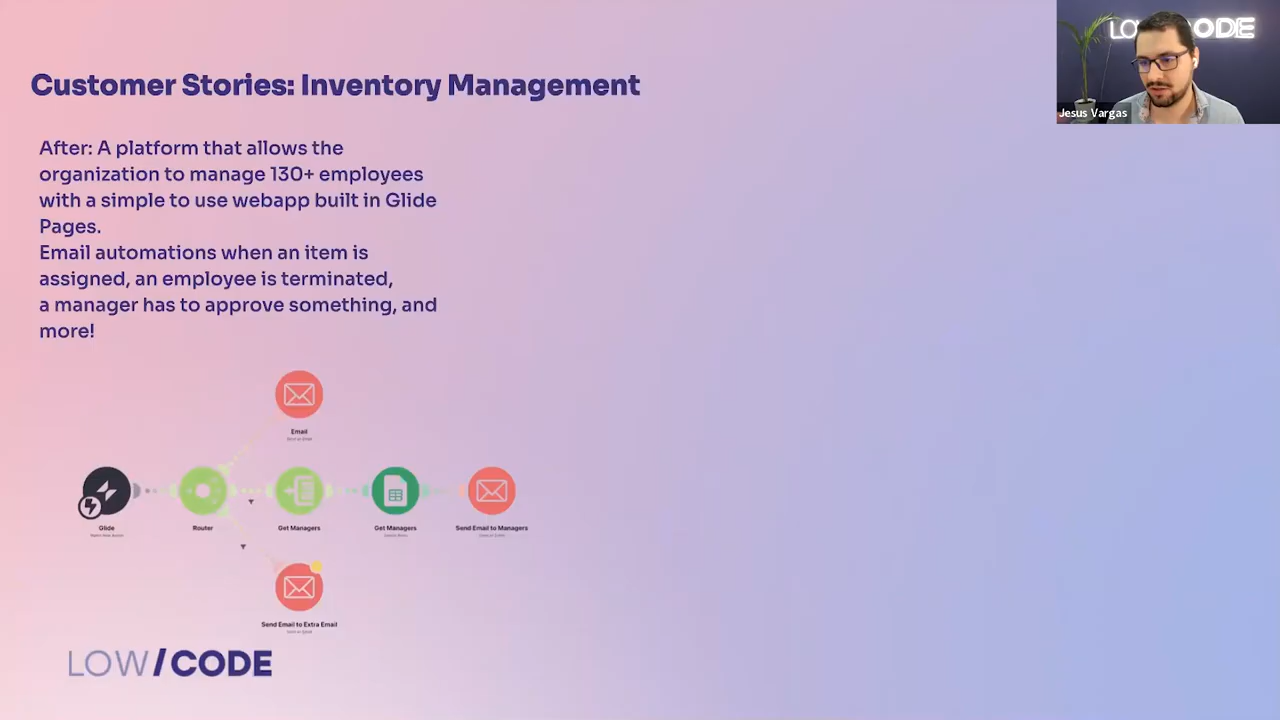 Customer Stories: Inventory Management
LOW/CODE
Jesus Vargas
After: A platform that allows the
organization to manage 130+ employees
with a simple to use webapp built in Glide
Pages.
Email automations when an item is
assigned, an employee is terminated,
a manager has to approve something, and
more!
Email
Glide
Router
Get Managers
Get Managers
Send Email to Managers
Send Email to Extra Email
LOW/CODE